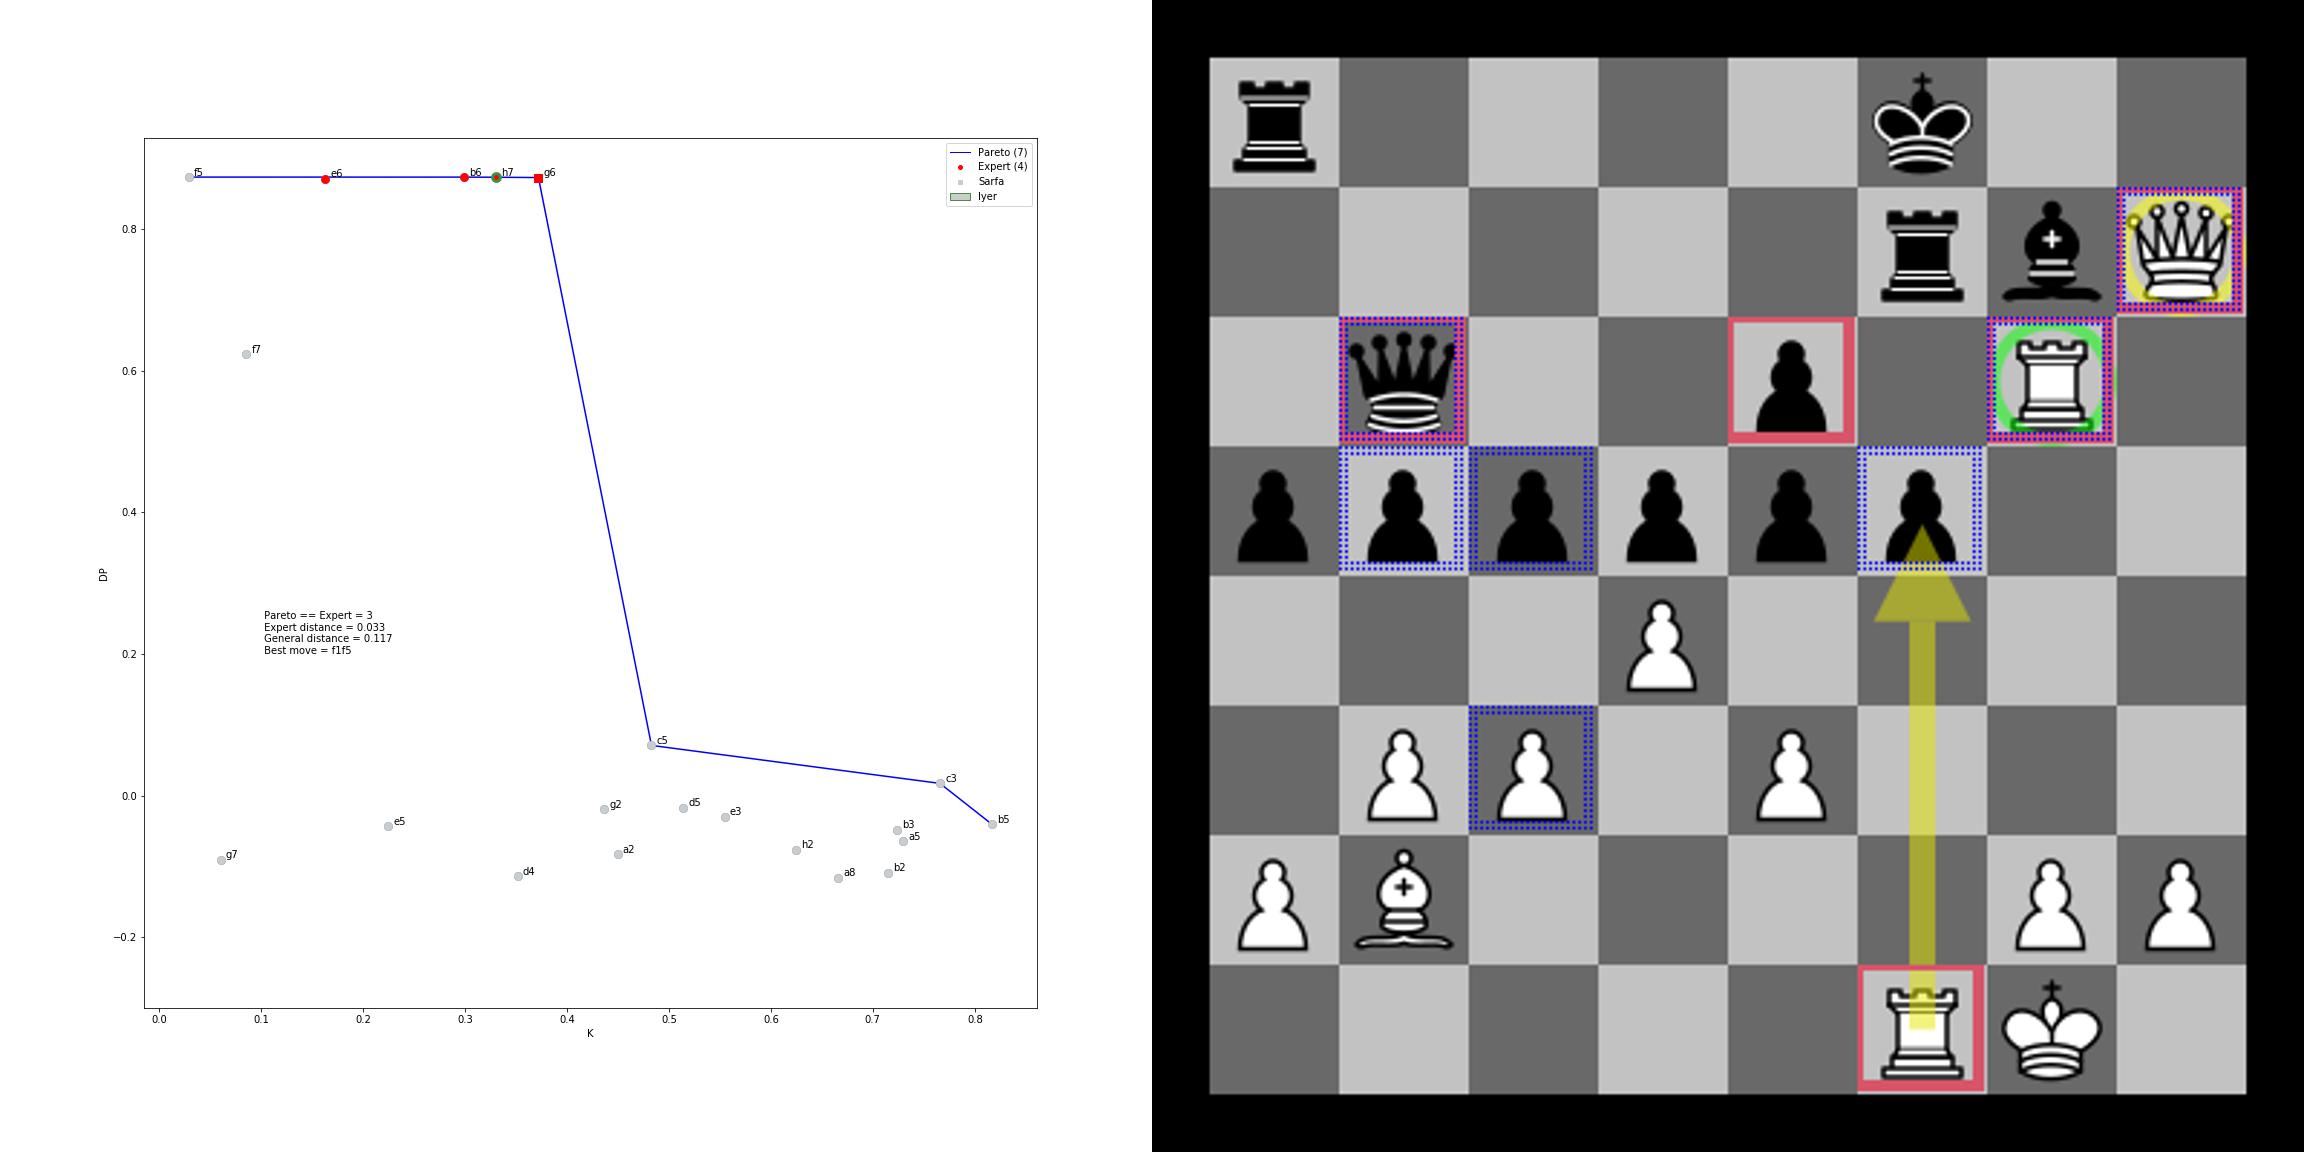 Pareto (7)
Expert (4)
Sarfa
Iyer
f5
e6
b6
h7
g6
0.8
f7
0.6
0.4
DP
Pareto == Expert = 3
Expert distance = 0.033
General distance = 0.117
Best move = f1f5
0.2
c5
c3
0.0
g2
d5
e3
b5
e5
b3
a5
h2
a2
g7
d4
a8
b2
−0.2
0.0 0.1 0.2 0.3 0.4 0.5 0.6 0.7 0.8
K